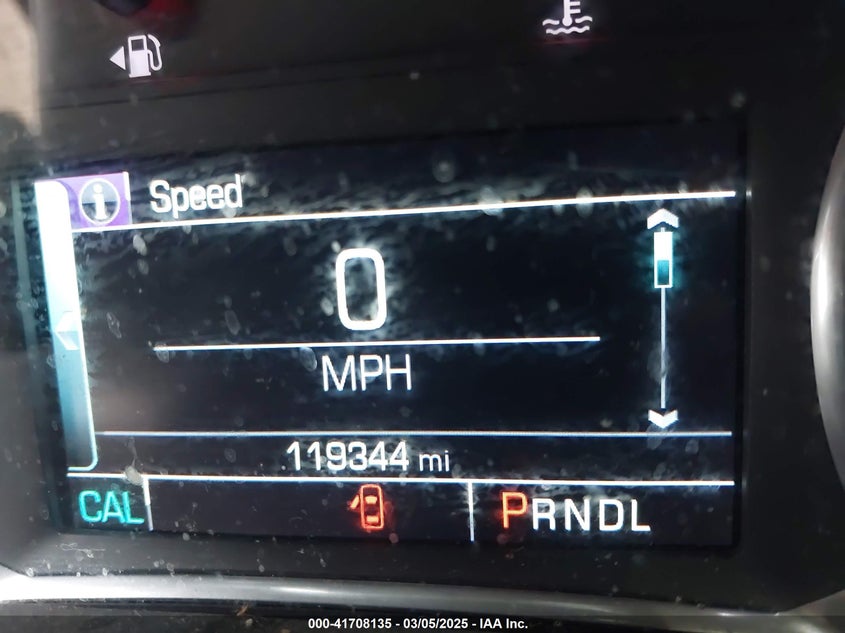 E
i Speed
0
MPH
119344 mi
CAL
PRNDL
000-41708135 - 03/05/2025 - IAA Inc.